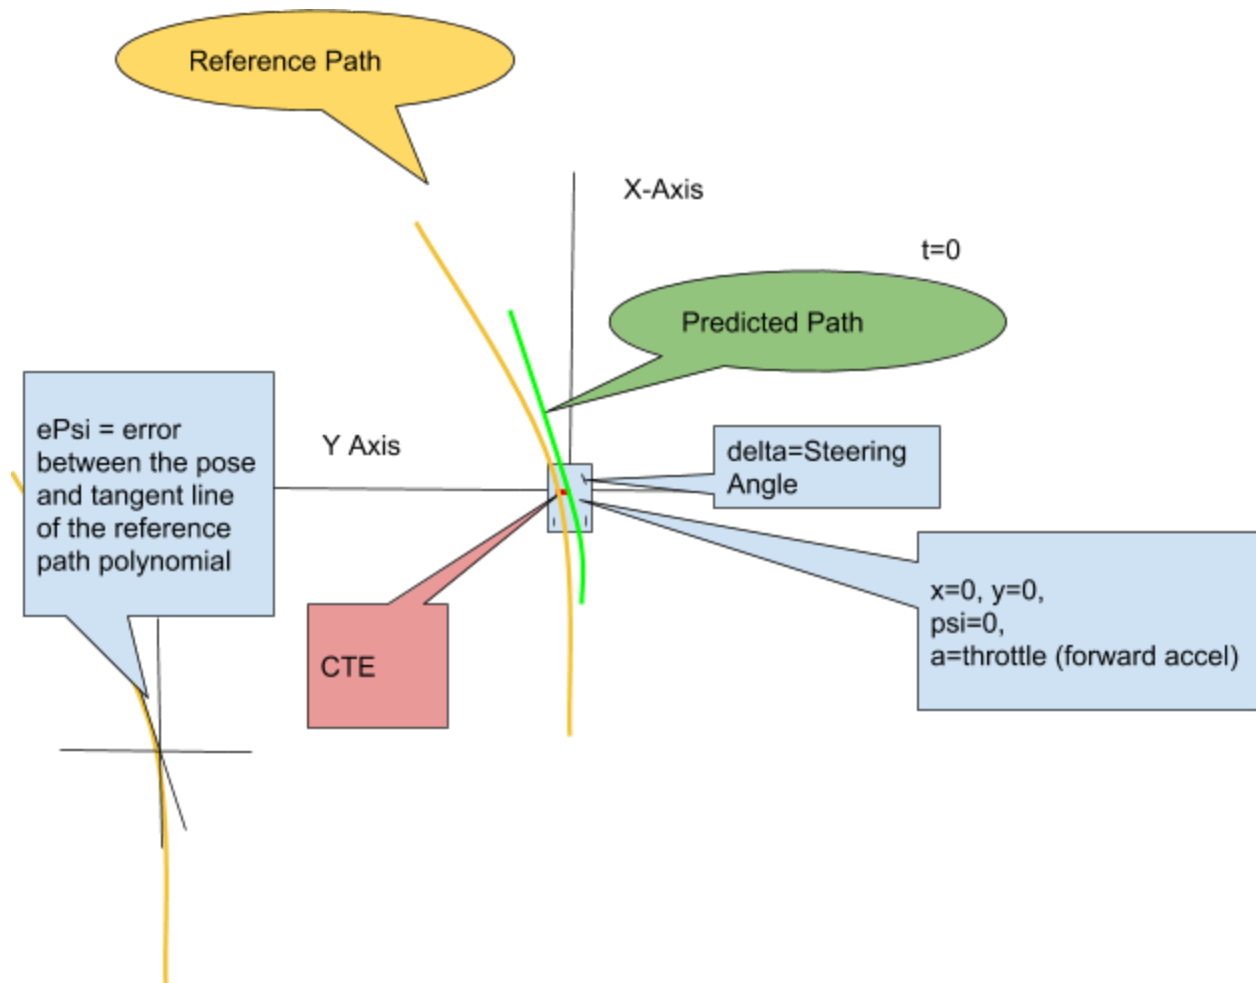 Reference Path
X-Axis
t=0
Predicted Path
Y Axis
ePsi = error
between the pose
and tangent line
of the reference
path polynomial
delta=Steering
Angle
CTE
x=0, y=0,
psi=0,
a=throttle (forward accel)